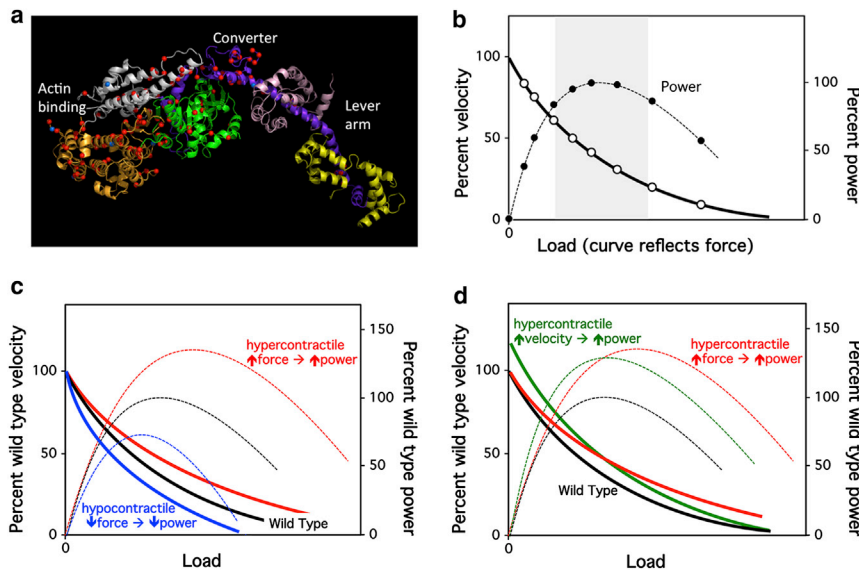 a
Converter
Actin
binding
Lever
arm
b
Percent velocity
100
50
0
0
Power
100
50
0
Percent power
Load (curve reflects force)
c
Percent wild type velocity
100
50
0
0
hypercontractile
↑force → ↑power
hypocontractile
↓force → ↓power
Wild Type
150
100
50
0
Percent wild type power
Load
d
Percent wild type velocity
100
50
0
0
hypercontractile
↑velocity → ↑power
hypercontractile
↑force → ↑power
Wild Type
150
100
50
0
Percent wild type power
Load